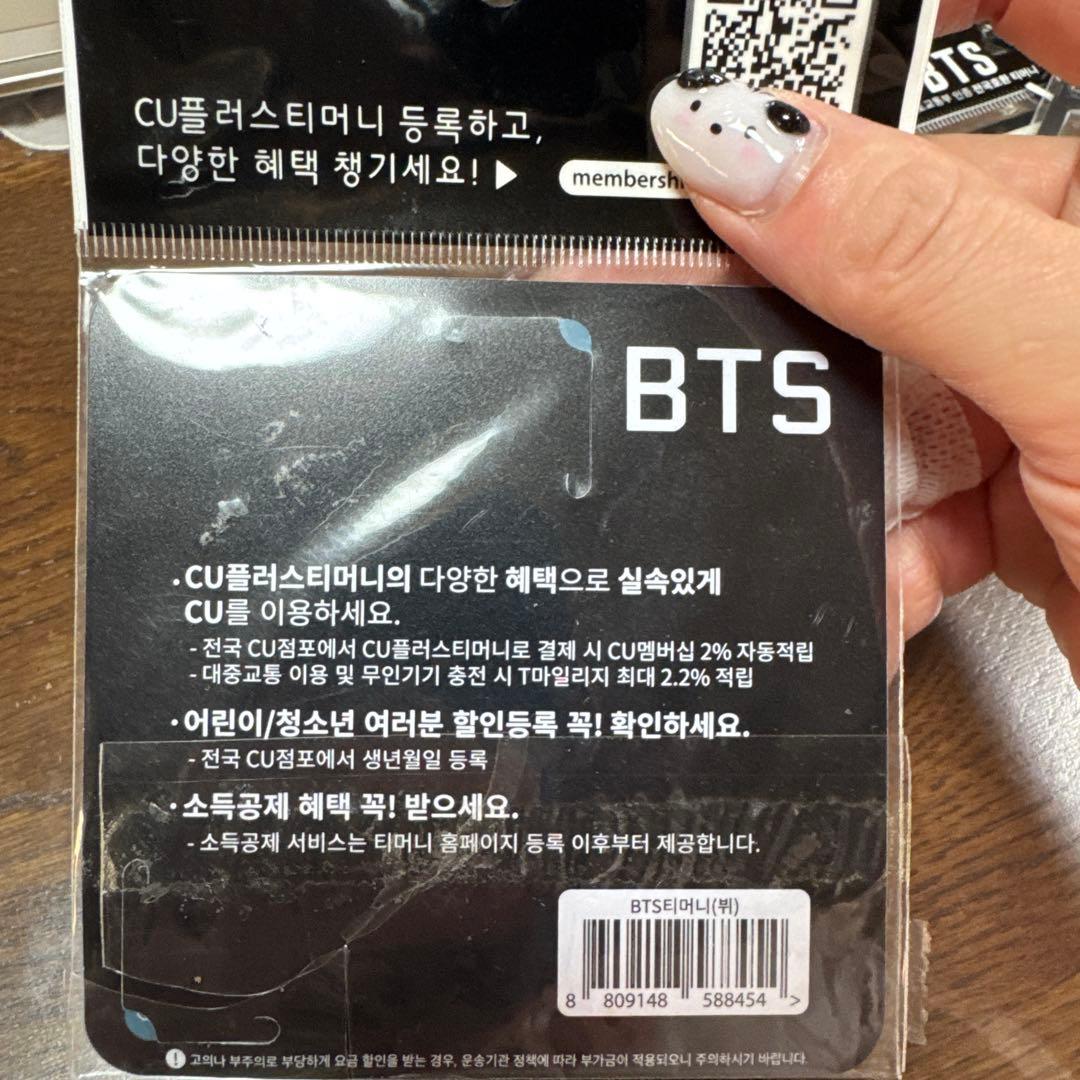 CU플러스티머니 등록하고,
다양한 혜택 챙기세요! ▶
BTS
BTS
·CU플러스티머니의 다양한 혜택으로 실속있게
CU를 이용하세요.
- 전국 CU점포에서 CU플러스티머니로 결제 시 CU멤버십 2% 자동적립
- 대중교통 이용 및 무인기기 충전 시 T마일리지 최대 2.2% 적립
·어린이/청소년 여러분 할인등록 꼭! 확인하세요.
- 전국 CU점포에서 생년월일 등록
·소득공제 혜택 꼭! 받으세요.
- 소득공제 서비스는 티머니 홈페이지 등록 이후부터 제공합니다.
BTS티머니(뷔)
8 809148 588454 >
! 고의나 부주의로 부당하게 요금 할인을 받는 경우, 운송기관 정책에 따라 부가금이 적용되오니 주의하시기 바랍니다.